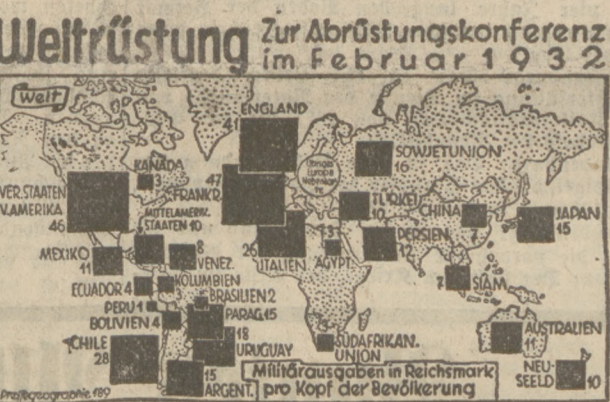 Weltrüstung
Zur Abrüstungskonferenz
im Februar 1932
Welt
ENGLAND
41
SOWJETUNION
16
KANADA
3
VER. STAATEN
V. AMERIKA
46
47
FRANKR.
MITTELAMERIK.
STAATEN 10
TÜRKEI
10
CHINA
7
JAPAN
15
MEXIKO
11
8
VENEZ.
26
ITALIEN
3
ÄGYPT.
PERSIEN
12
ECUADOR 4
KOLUMBIEN
3
BRASILIEN 2
7
SIAM
PERU 1
BOLIVIEN 4
PARAG. 15
CHILE
28
18
URUGUAY
SÜDAFRIKAN.
UNION
AUSTRALIEN
11
15
ARGENT.
Militärausgaben in Reichsmark
pro Kopf der Bevölkerung
NEU-
SEELD
10